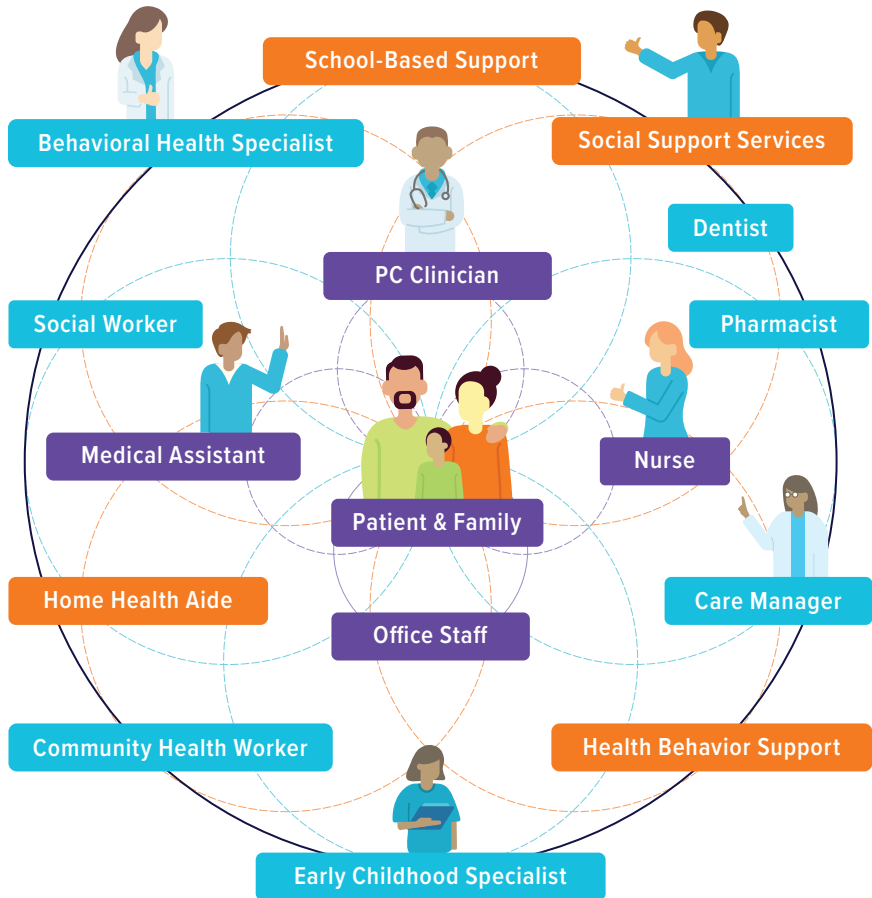 School-Based Support
Behavioral Health Specialist
Social Support Services
Dentist
PC Clinician
Social Worker
Pharmacist
Medical Assistant
Nurse
Patient & Family
Home Health Aide
Care Manager
Office Staff
Community Health Worker
Health Behavior Support
Early Childhood Specialist